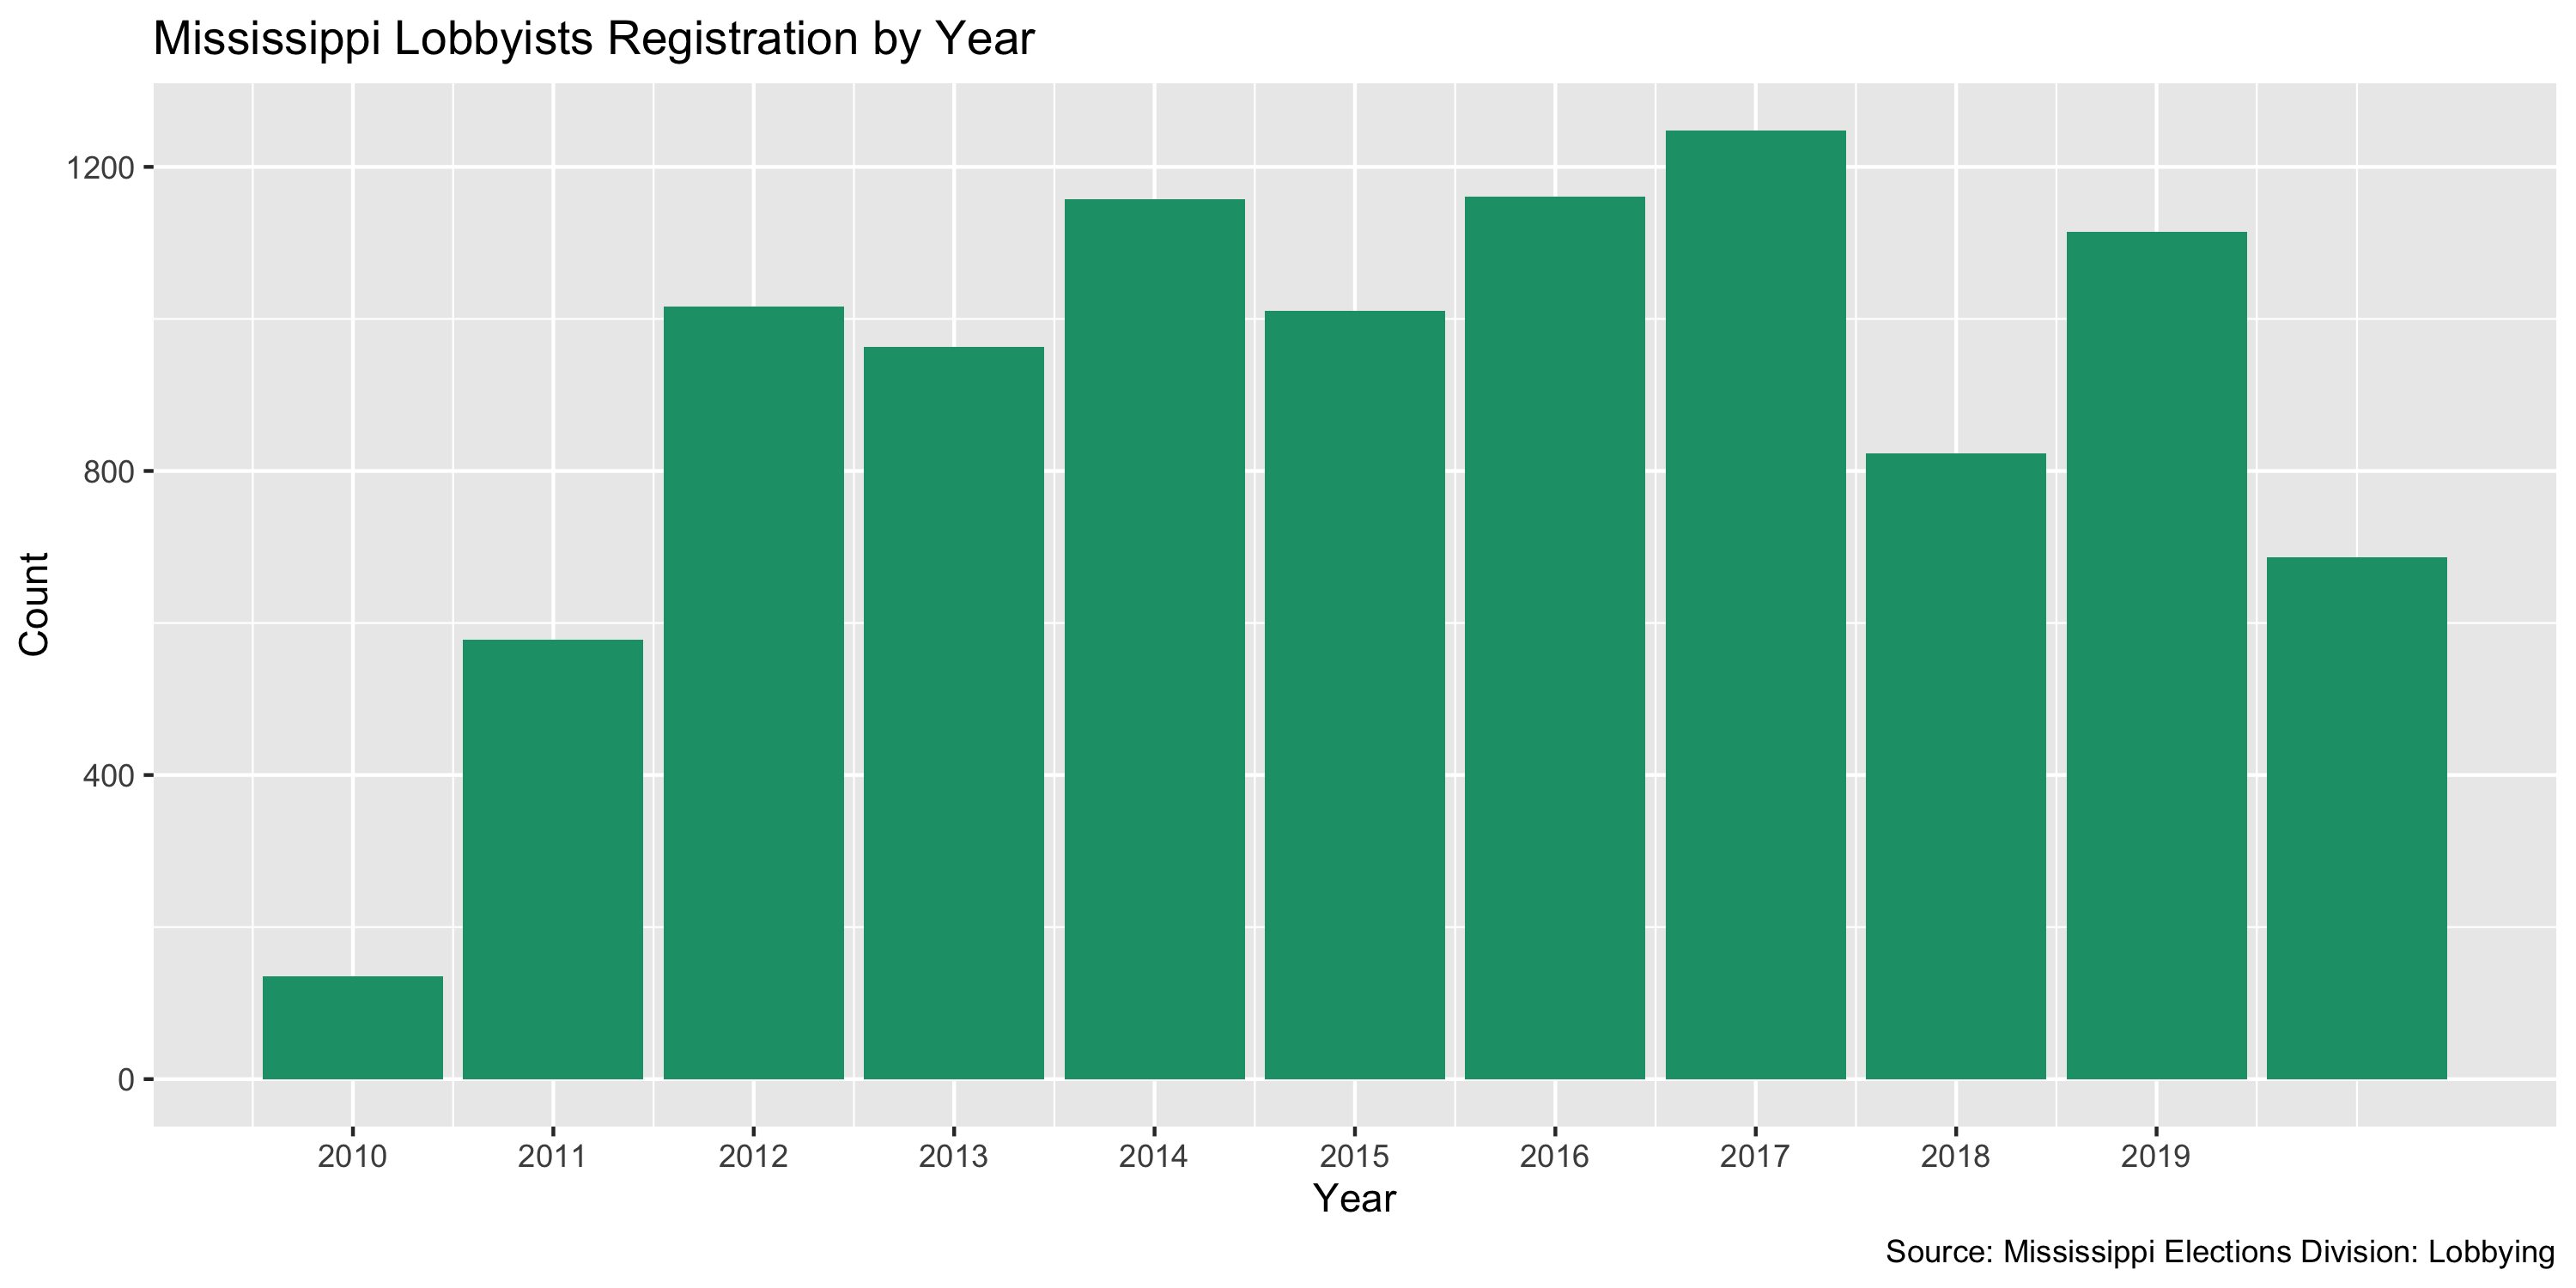 Mississippi Lobbyists Registration by Year
1200
800
400
0
Count
2010 2011 2012 2013 2014 2015 2016 2017 2018 2019
Year
Source: Mississippi Elections Division: Lobbying